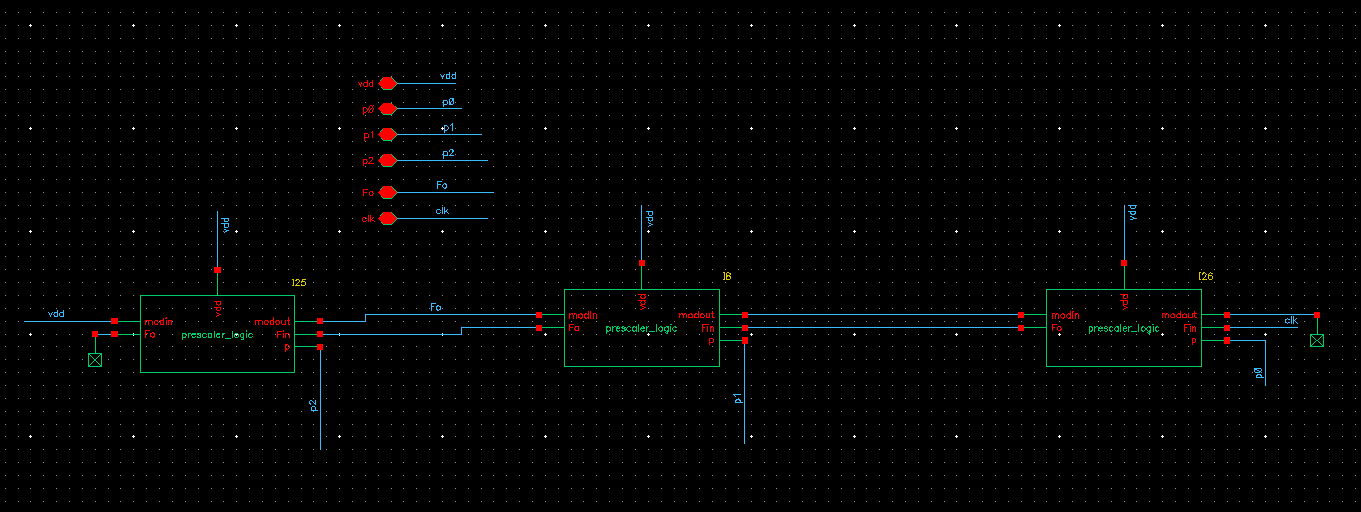 vdd vdd
p0 p0
p1 p1
p2 p2
Fo Fo
clk clk
vdd
vdd
vdd
I25
I8
I26
vdd
vdd
modin
modout
Fo
prescaler_logic
Fin
p
p2
Fo
vdd
modin
modout
Fo
prescaler_logic
Fin
p
p1
vdd
modin
modout
Fo
prescaler_logic
Fin
p
clk
p0